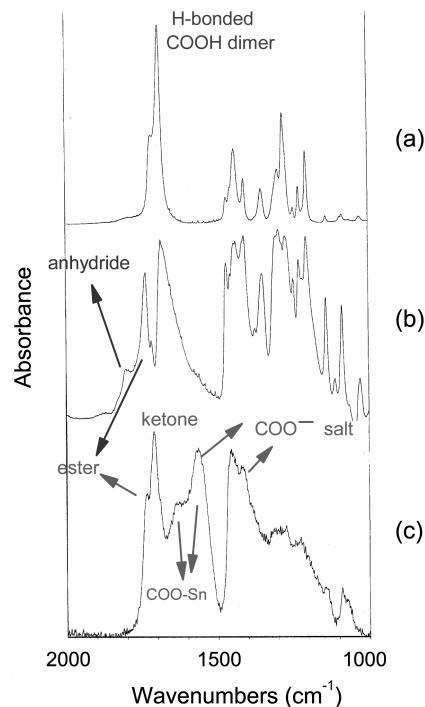 H-bonded
COOH dimer
(a)
anhydride
(b)
Absorbance
ketone
COO— salt
ester
(c)
COO-Sn
2000 1500 1000
Wavenumbers (cm-1)